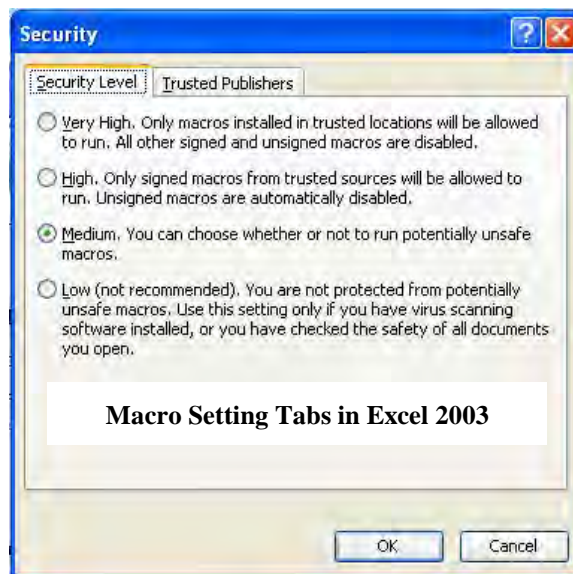 Security
Security Level
Trusted Publishers
Very High. Only macros installed in trusted locations will be allowed
to run. All other signed and unsigned macros are disabled.
High. Only signed macros from trusted sources will be allowed to
run. Unsigned macros are automatically disabled.
Medium. You can choose whether or not to run potentially unsafe
macros.
Low (not recommended). You are not protected from potentially
unsafe macros. Use this setting only if you have virus scanning
software installed, or you have checked the safety of all documents
you open.
Macro Setting Tabs in Excel 2003
OK
Cancel